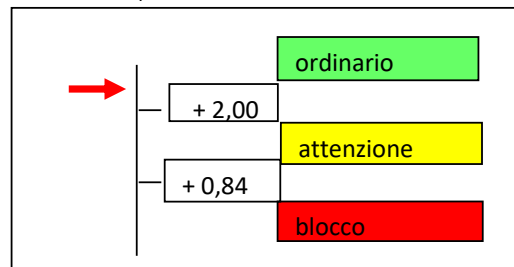 ordinario
+ 2,00
attenzione
+ 0,84
blocco